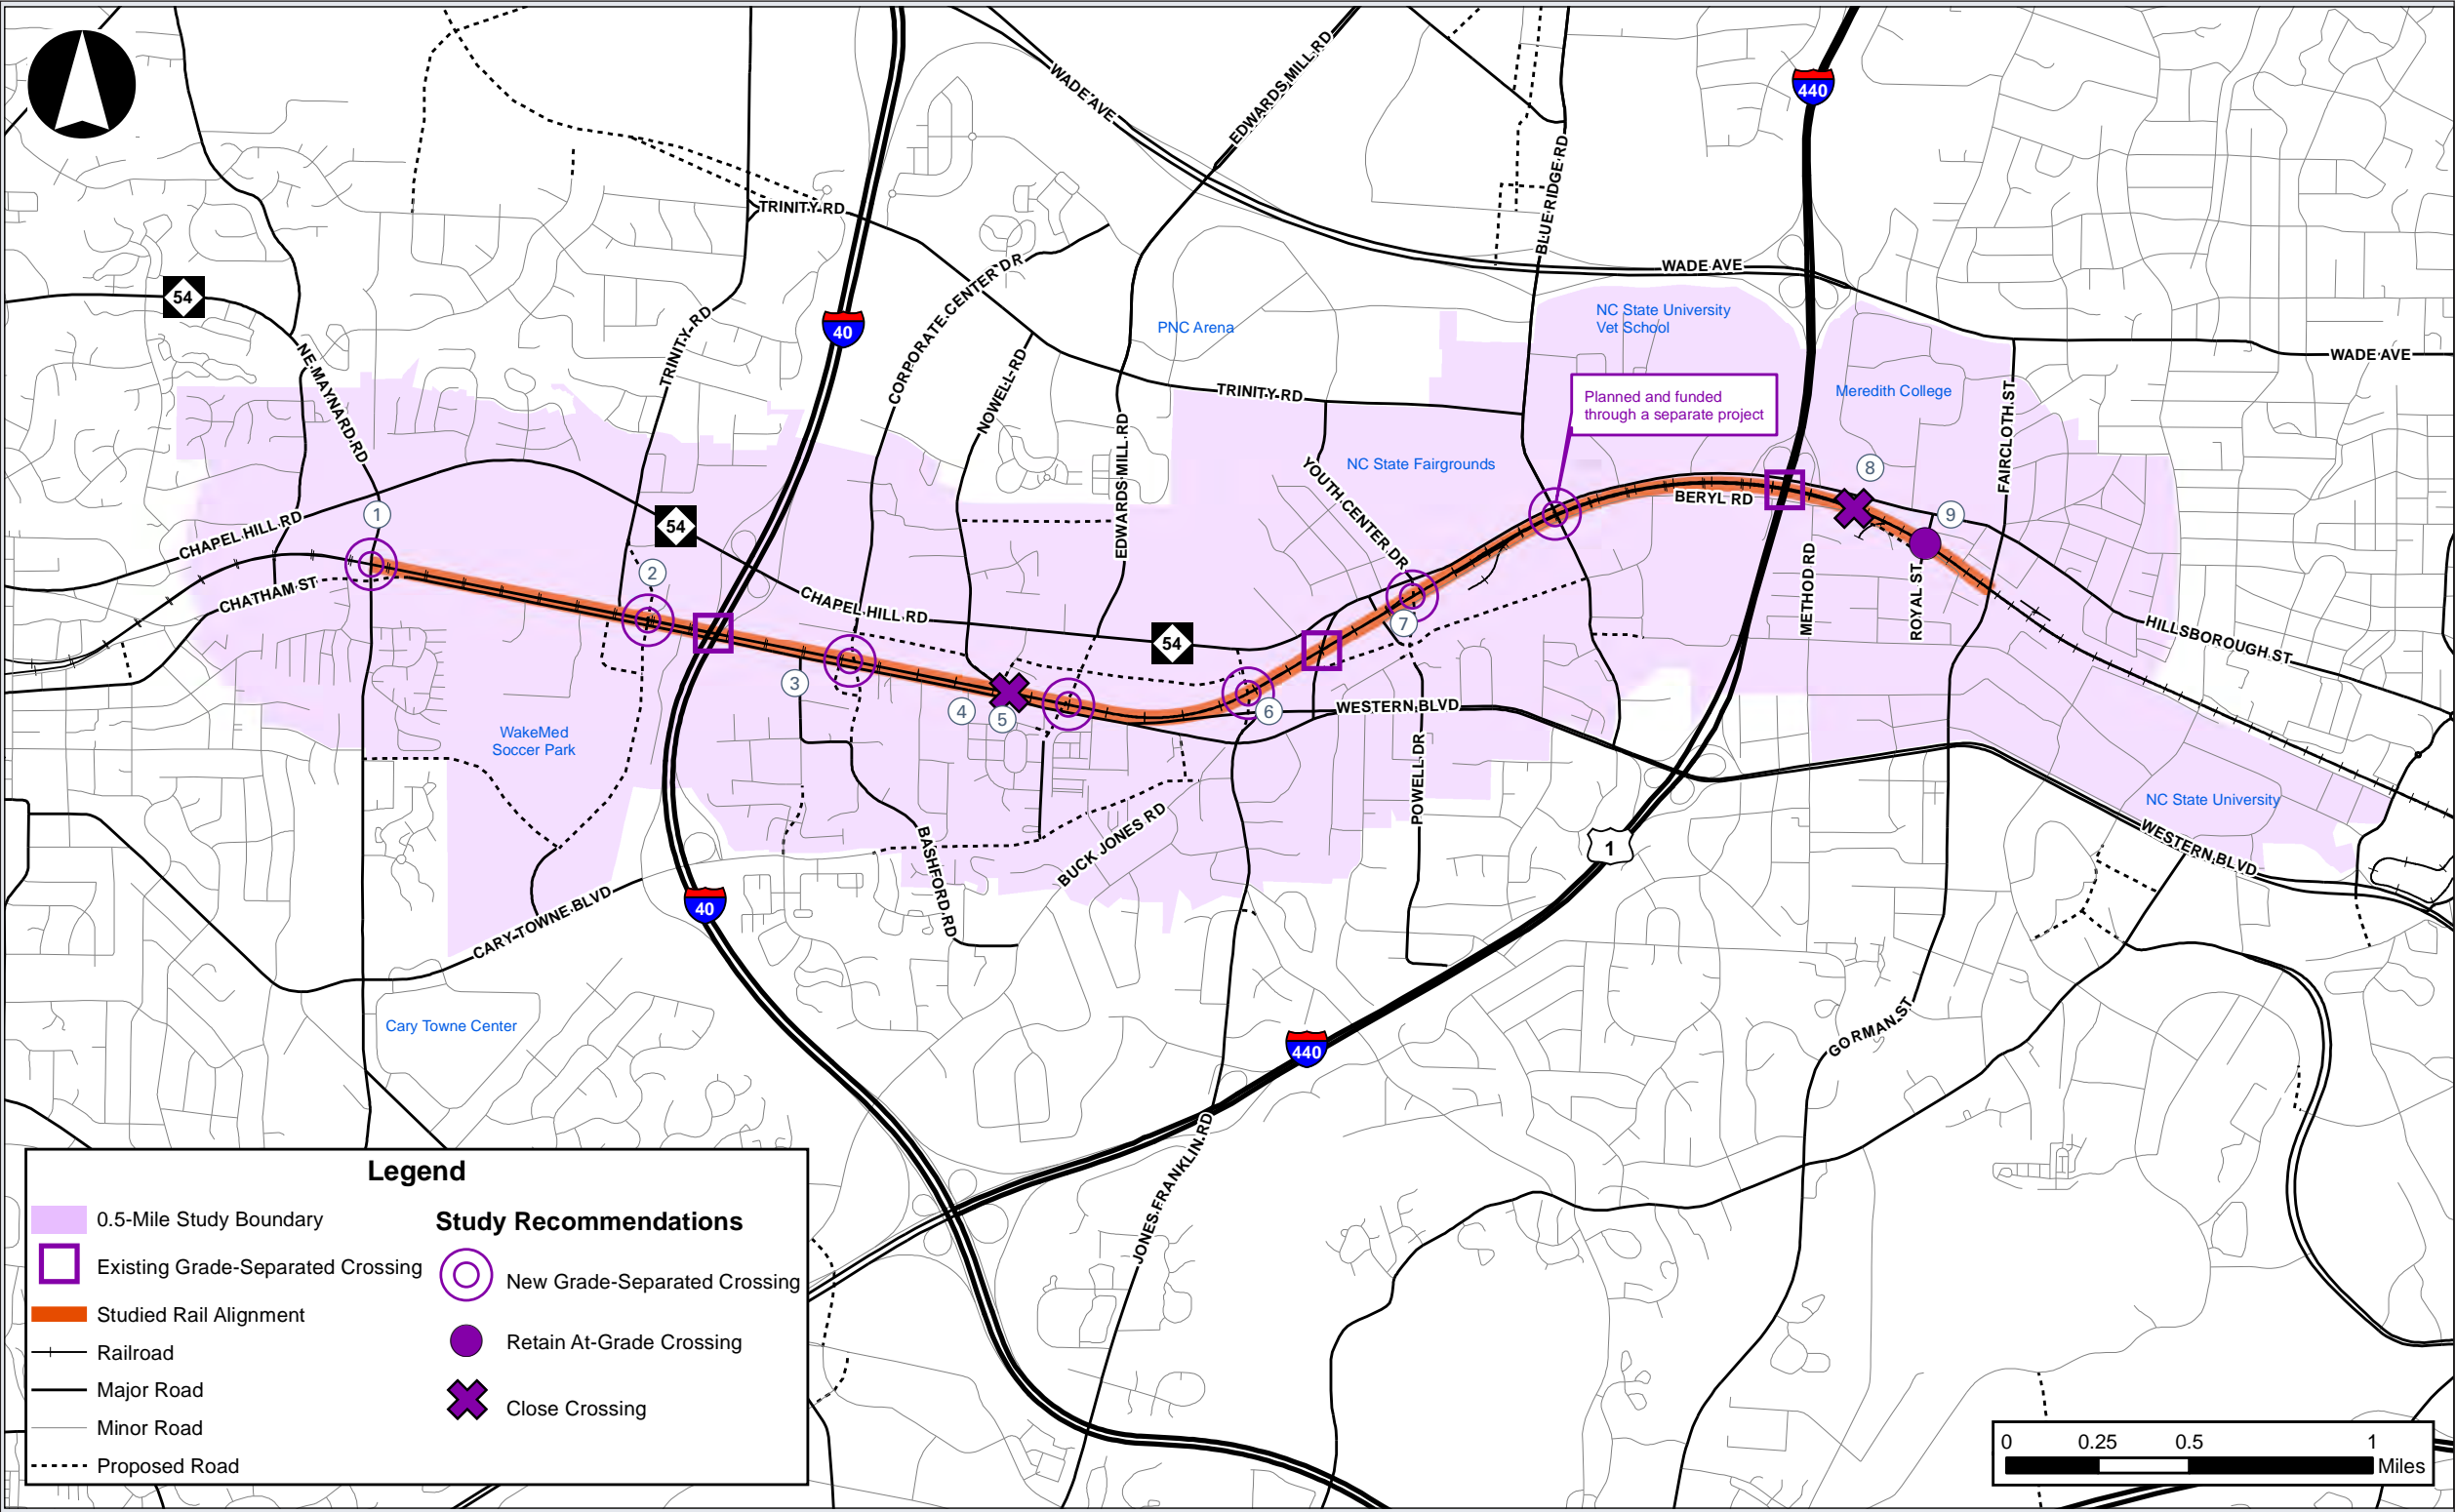 440
WADE AVE
EDWARDS MILL RD
BLUE RIDGE RD
TRINITY RD
54
40
CORPORATE CENTER DR
WADE AVE
NC State University
Vet School
PNC Arena
TRINITY RD
NOWELL RD
NE MAYNARD RD
TRINITY RD
WADE AVE
Planned and funded
through a separate project
Meredith College
FAIRCLOTH ST
EDWARDS MILL RD
NC State Fairgrounds
YOUTH CENTER DR
8
BERYL RD
1
54
9
CHAPEL HILL RD
2
CHATHAM ST
CHAPEL HILL RD
METHOD RD
ROYAL ST
7
54
HILLSBOROUGH ST
3
4
5
6
WESTERN BLVD
WakeMed
Soccer Park
POWELL DR
NC State University
BUCK JONES RD
BASHFORD RD
1
WESTERN BLVD
40
CARY TOWNE BLVD
Cary Towne Center
440
GORMAN ST
JONES FRANKLIN RD
Legend
0.5-Mile Study Boundary
Existing Grade-Separated Crossing
Studied Rail Alignment
Railroad
Major Road
Minor Road
Proposed Road
Study Recommendations
New Grade-Separated Crossing
Retain At-Grade Crossing
Close Crossing
0 0.25 0.5 1
Miles